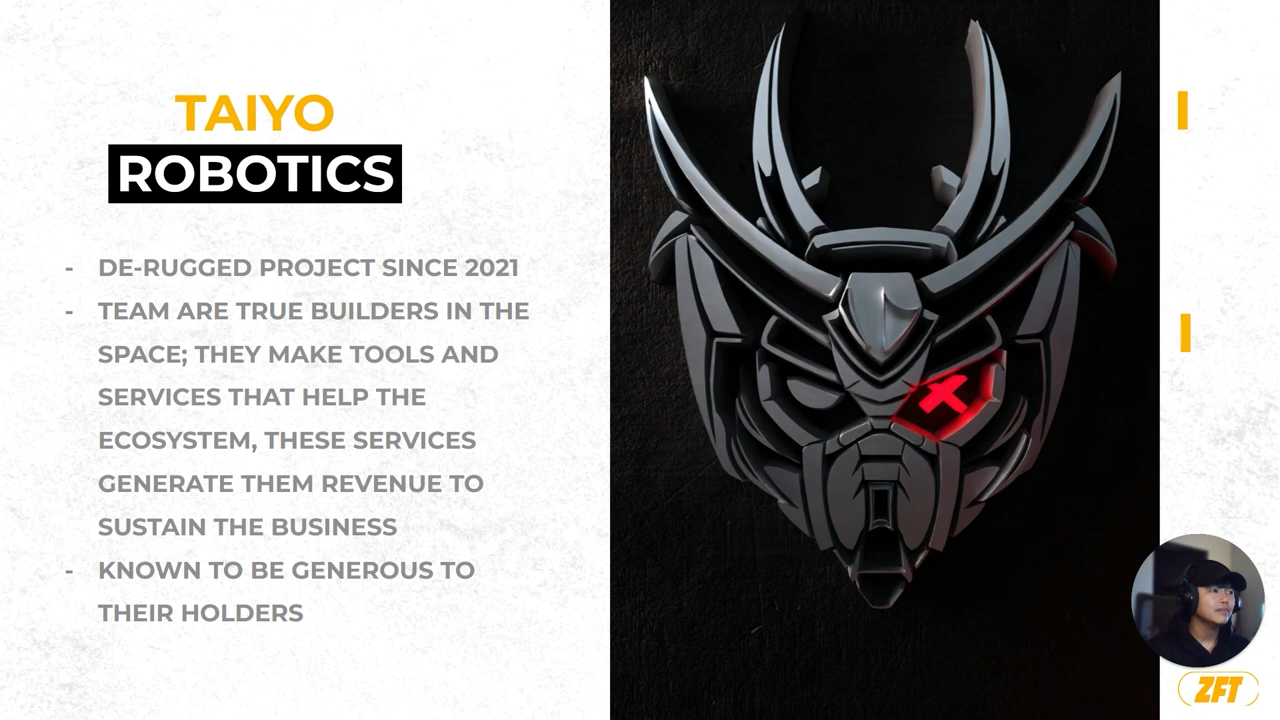 TAIYO
ROBOTICS
- DE-RUGGED PROJECT SINCE 2021
- TEAM ARE TRUE BUILDERS IN THE
SPACE; THEY MAKE TOOLS AND
SERVICES THAT HELP THE
ECOSYSTEM, THESE SERVICES
GENERATE THEM REVENUE TO
SUSTAIN THE BUSINESS
- KNOWN TO BE GENEROUS TO
THEIR HOLDERS
ZFT